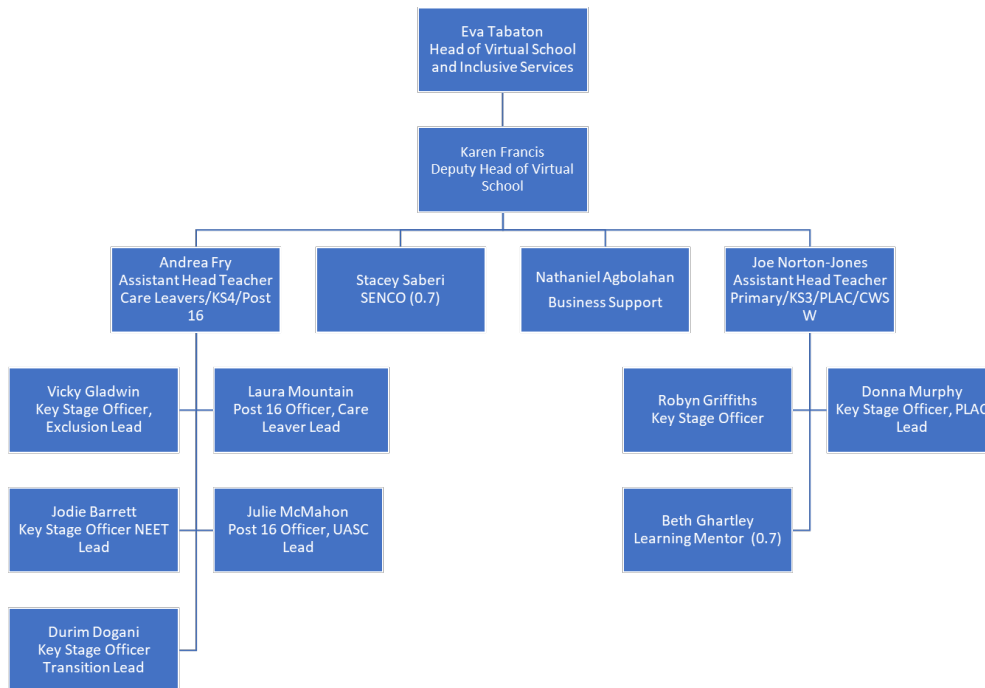 Eva Tabaton
Head of Virtual School
and Inclusive Services
Karen Francis
Deputy Head of Virtual
School
Andrea Fry
Assistant Head Teacher
Care Leavers/KS4/Post
16
Stacey Saberi
SENCO (0.7)
Nathaniel Agbolahan
Business Support
Joe Norton-Jones
Assistant Head Teacher
Primary/KS3/PLAC/CWS
W
Vicky Gladwin
Key Stage Officer,
Exclusion Lead
Laura Mountain
Post 16 Officer, Care
Leaver Lead
Robyn Griffiths
Key Stage Officer
Donna Murphy
Key Stage Officer, PLAC
Lead
Jodie Barrett
Key Stage Officer NEET
Lead
Julie McMahon
Post 16 Officer, UASC
Lead
Beth Ghartley
Learning Mentor (0.7)
Durim Dogani
Key Stage Officer
Transition Lead